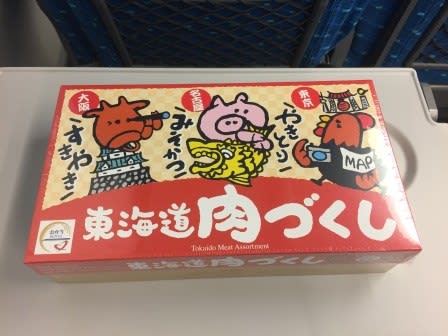 大阪
すきやき!
名古屋
みそかつ!
東京
やきとり!
MAP
東海道肉づくし
Tokaido Meat Assortment
東海道肉づくし